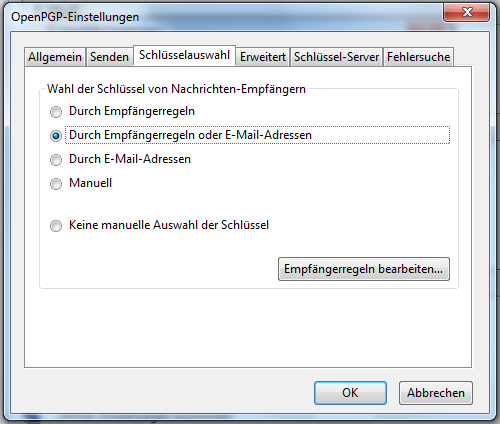 OpenPGP-Einstellungen
Allgemein Senden Schlüsselauswahl Erweitert Schlüssel-Server Fehlersuche
Wahl der Schlüssel von Nachrichten-Empfängern
Durch Empfängerregeln
Durch Empfängerregeln oder E-Mail-Adressen
Durch E-Mail-Adressen
Manuell
Keine manuelle Auswahl der Schlüssel
Empfängerregeln bearbeiten...
OK Abbrechen